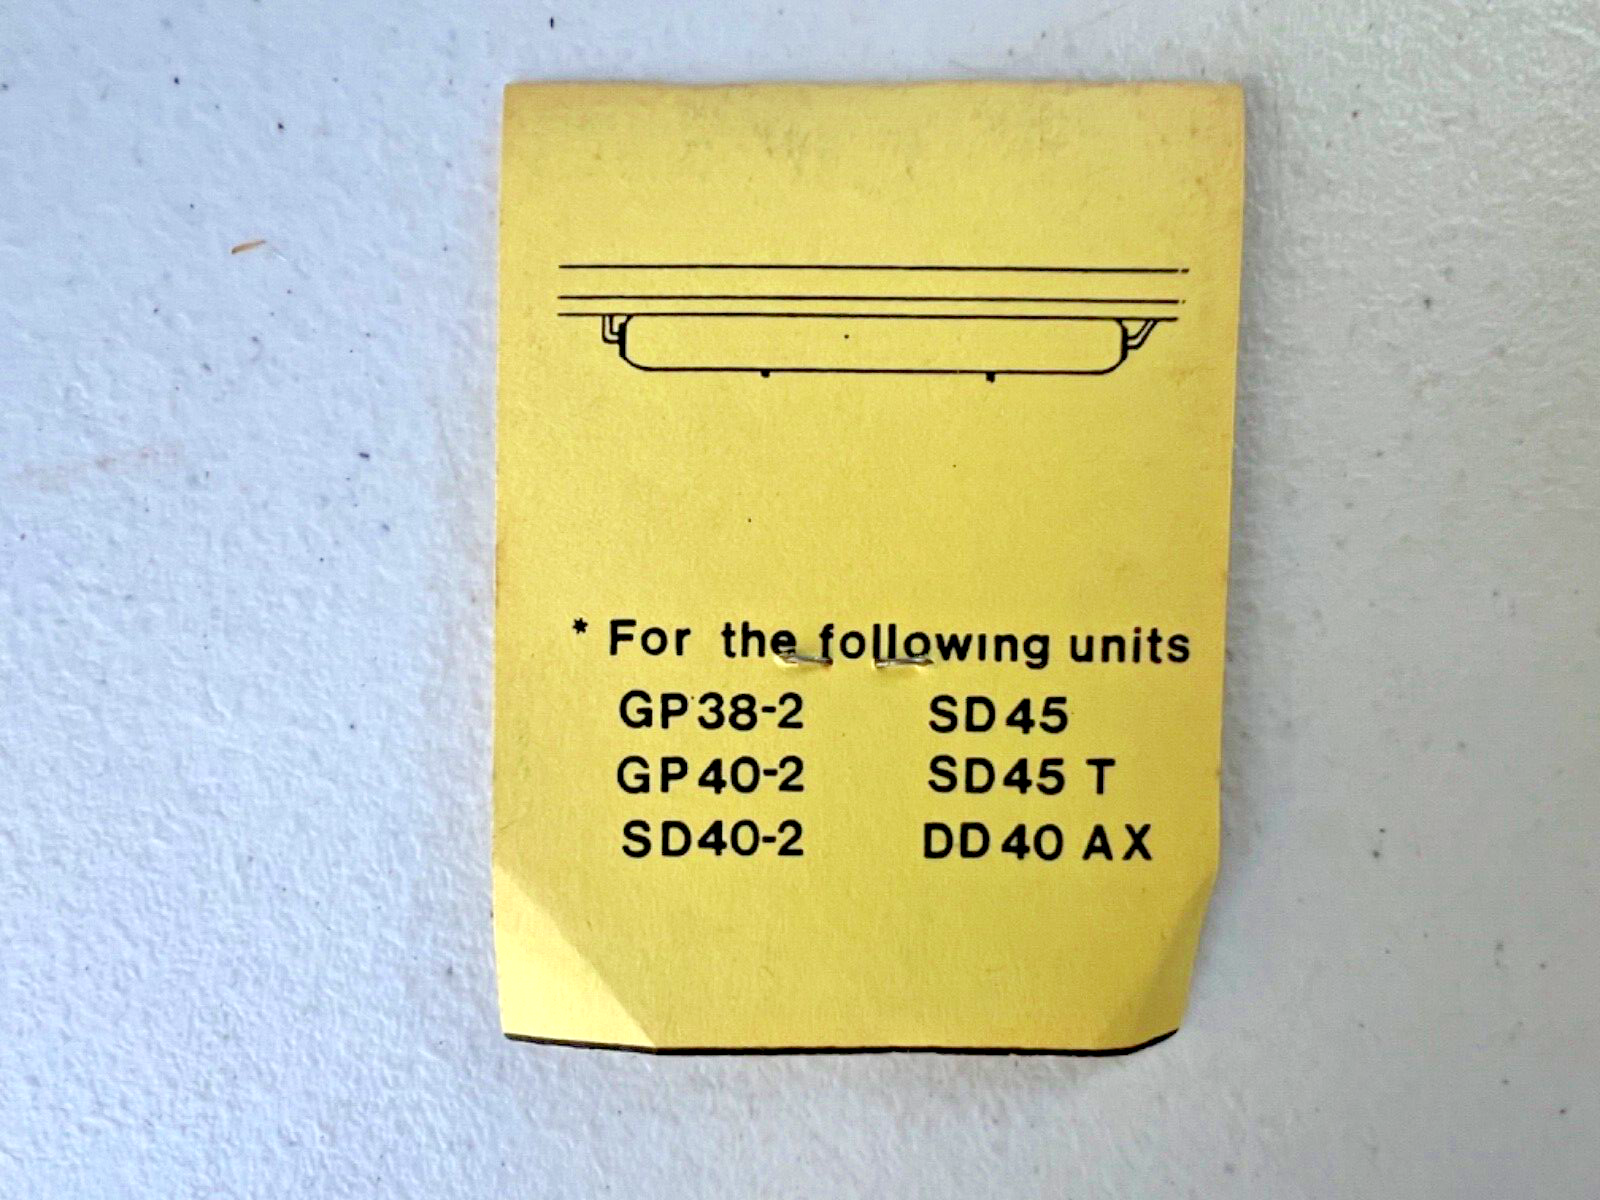 * For the following units
GP38-2 SD45
GP40-2 SD45 T
SD40-2 DD40 AX